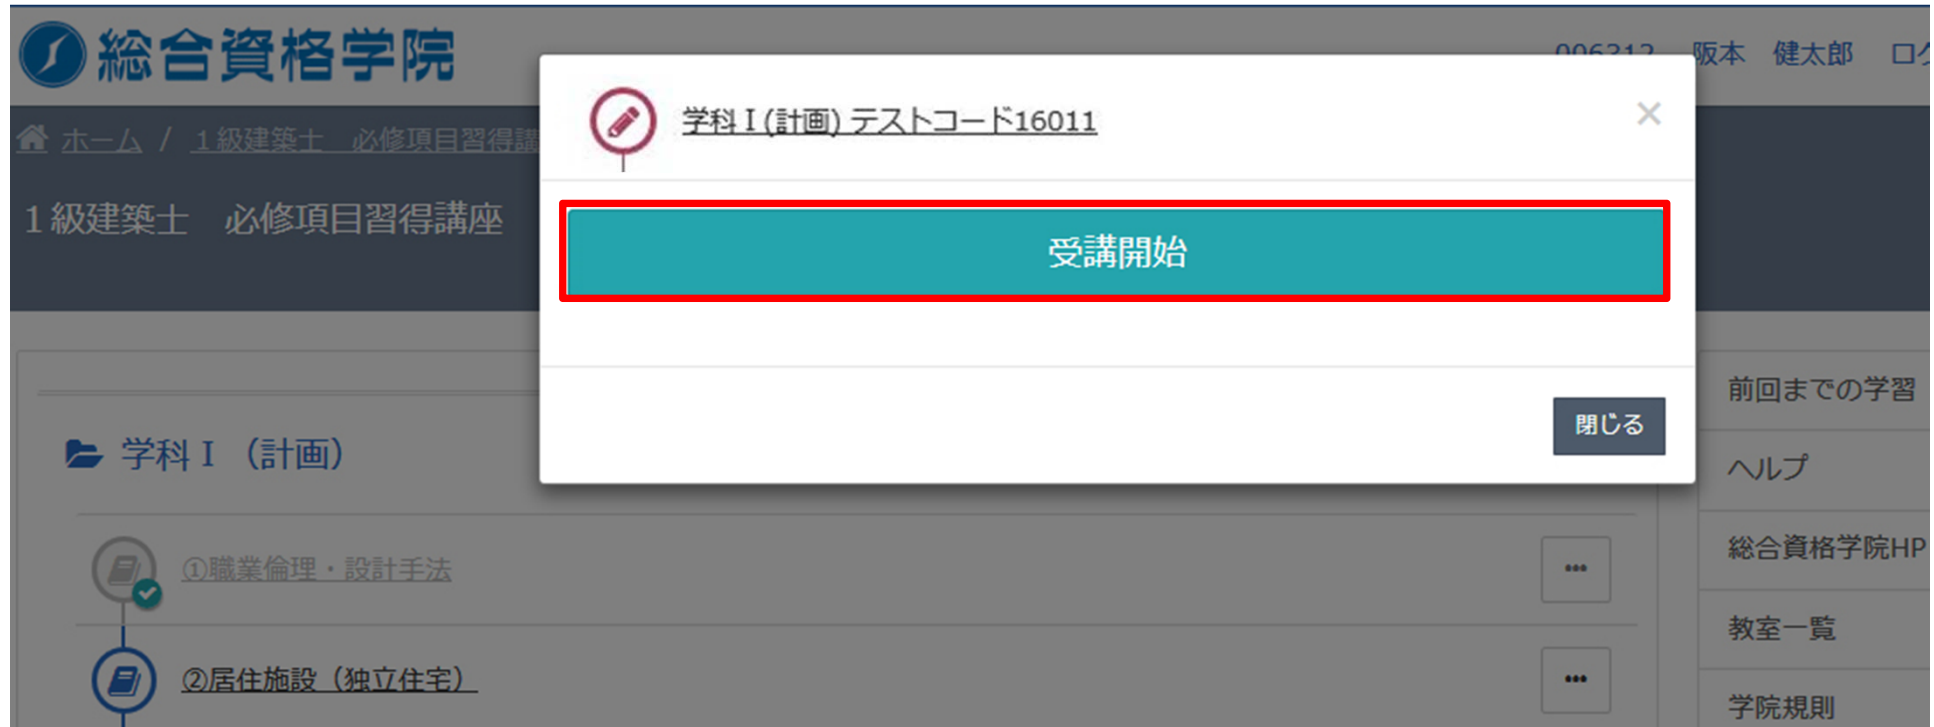 総合資格学院
阪本 健太郎
学科Ⅰ(計画) テストコード16011
×
ホーム / 1級建築士 必修項目習得
1級建築士 必修項目習得講座
受講開始
閉じる
学科Ⅰ（計画）
①職業倫理・設計手法
•••
②居住施設（独立住宅）
•••
前回までの学習
ヘルプ
総合資格学院HP
教室一覧
学院規則